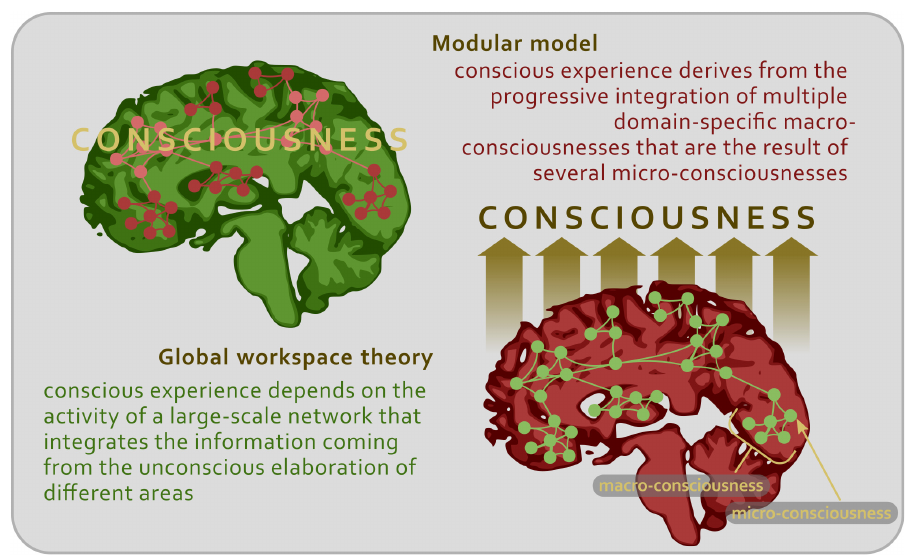 CONSCIOUSNESS
Global workspace theory
conscious experience depends on the
activity of a large-scale network that
integrates the information coming
from the unconscious elaboration of
different areas
Modular model
conscious experience derives from the
progressive integration of multiple
domain-specific macro-
consciousnesses that are the result of
several micro-consciousnesses
CONSCIOUSNESS
macro-consciousness
micro-consciousness